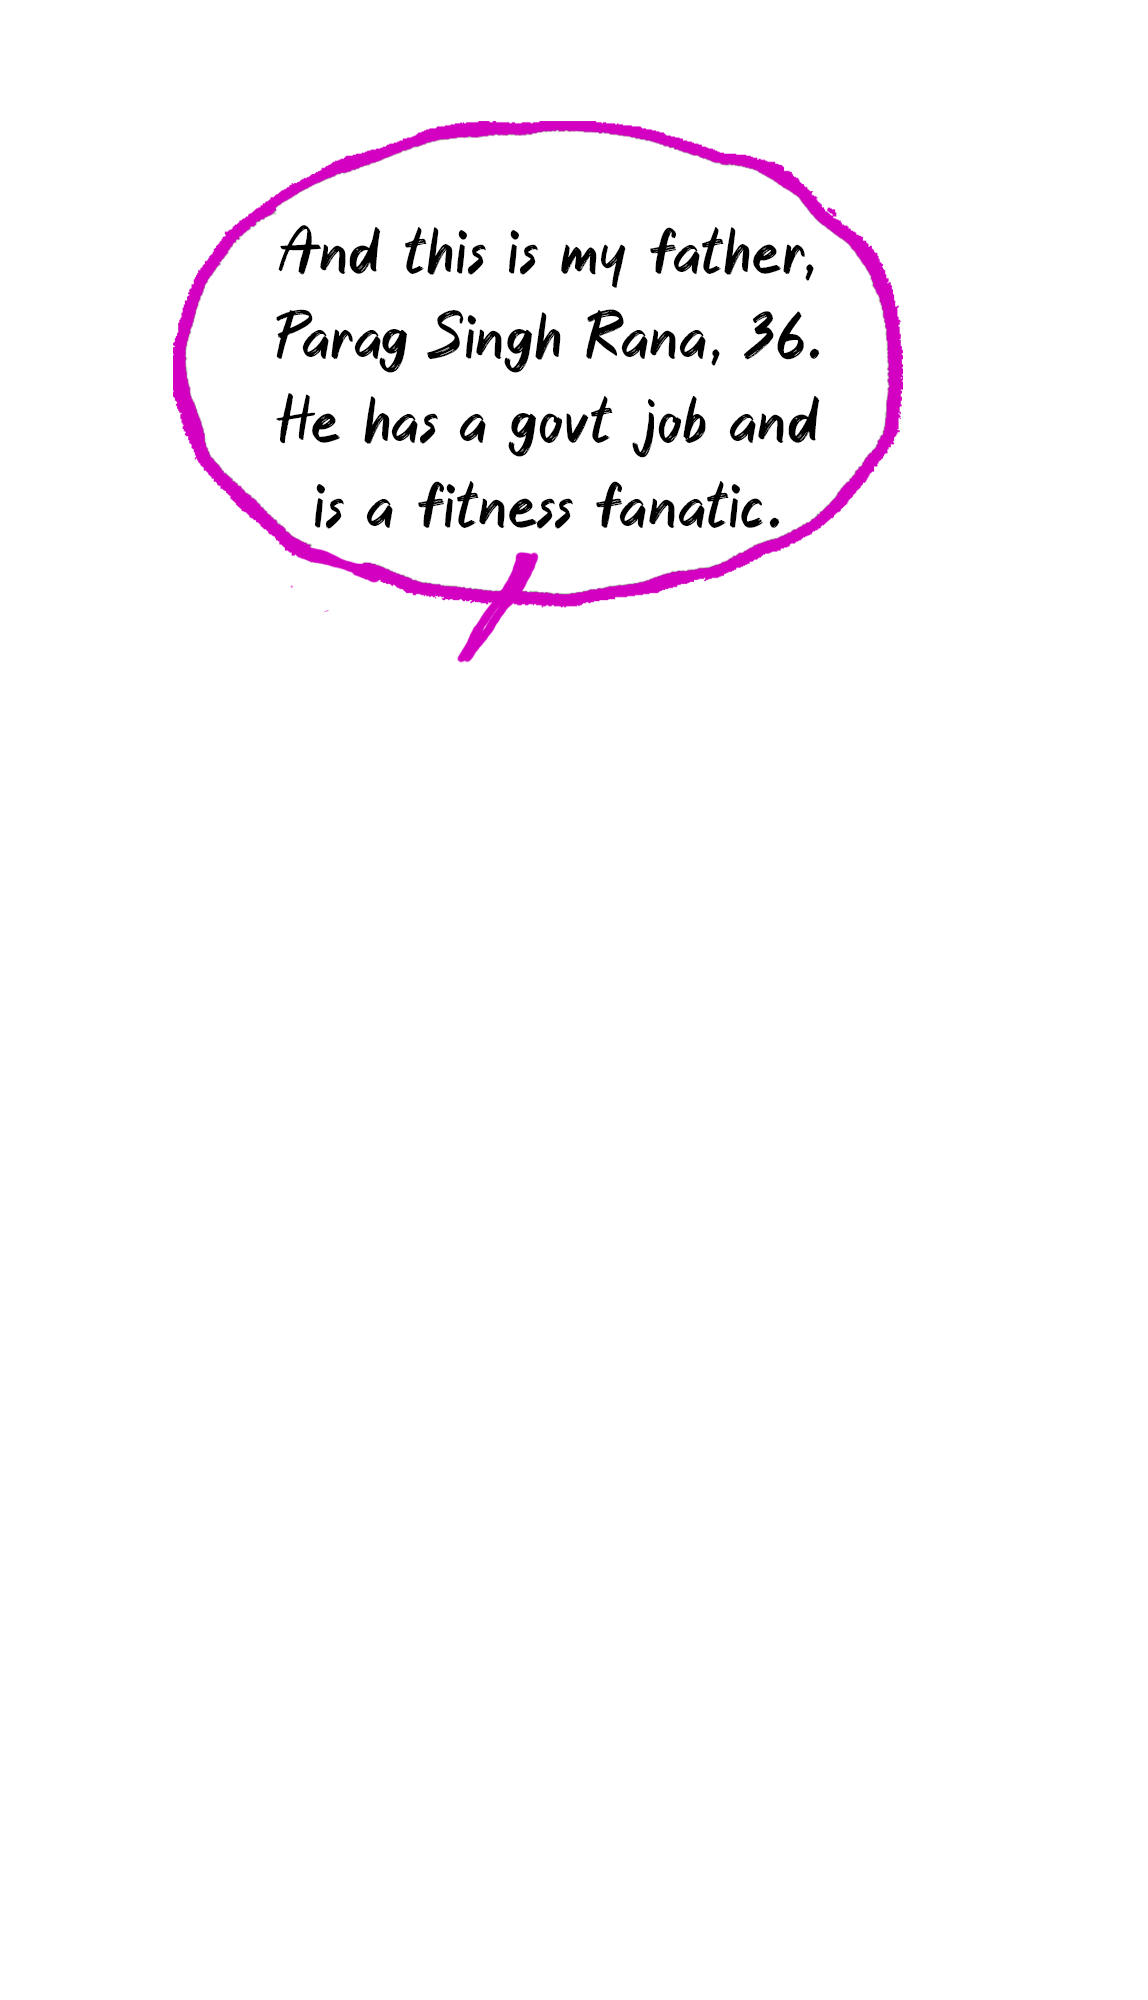 And this is my father,
Parag Singh Rana, 36.
He has a govt job and
is a fitness fanatic.